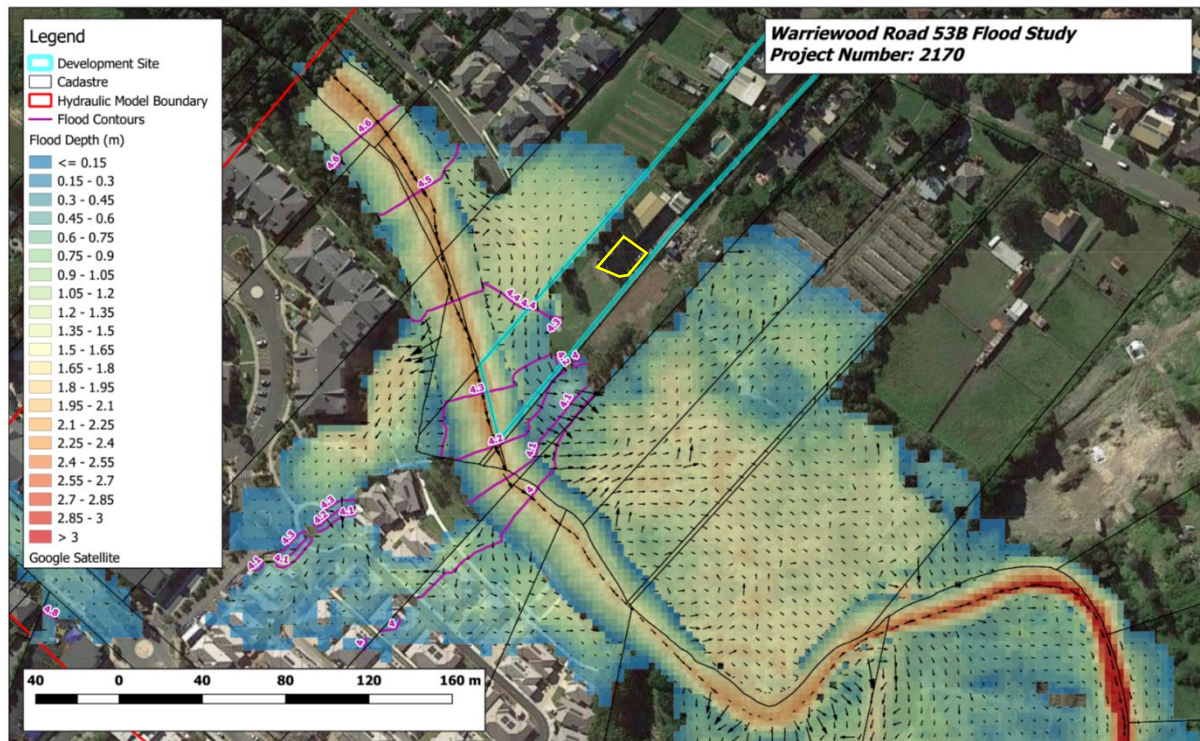 Warriewood Road 53B Flood Study
Project Number: 2170
Legend
Development Site
Cadastre
Hydraulic Model Boundary
Flood Contours
Flood Depth (m)
<= 0.15
0.15 - 0.3
0.3 - 0.45
0.45 - 0.6
0.6 - 0.75
0.75 - 0.9
0.9 - 1.05
1.05 - 1.2
1.2 - 1.35
1.35 - 1.5
1.5 - 1.65
1.65 - 1.8
1.8 - 1.95
1.95 - 2.1
2.1 - 2.25
2.25 - 2.4
2.4 - 2.55
2.55 - 2.7
2.7 - 2.85
2.85 - 3
> 3
Google Satellite
4.6
4.6
4.5
4.4
4.4
4.3
4
4.3
4.1
4.2
4.1
4
4.3
4.2
4.1
4.3
4.1
4.1
4.8
4
4
40 0 40 80 120 160 m